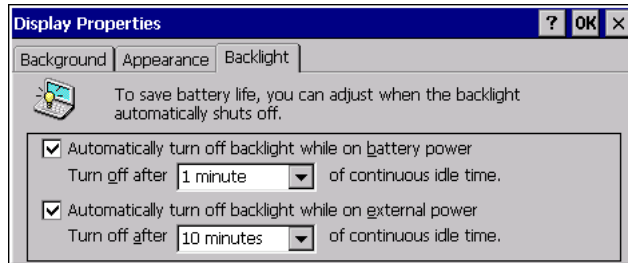 Display Properties ? OK ×
Background Appearance Backlight
To save battery life, you can adjust when the backlight
automatically shuts off.
Automatically turn off backlight while on battery power
Turn off after 1 minute of continuous idle time.
Automatically turn off backlight while on external power
Turn off after 10 minutes of continuous idle time.